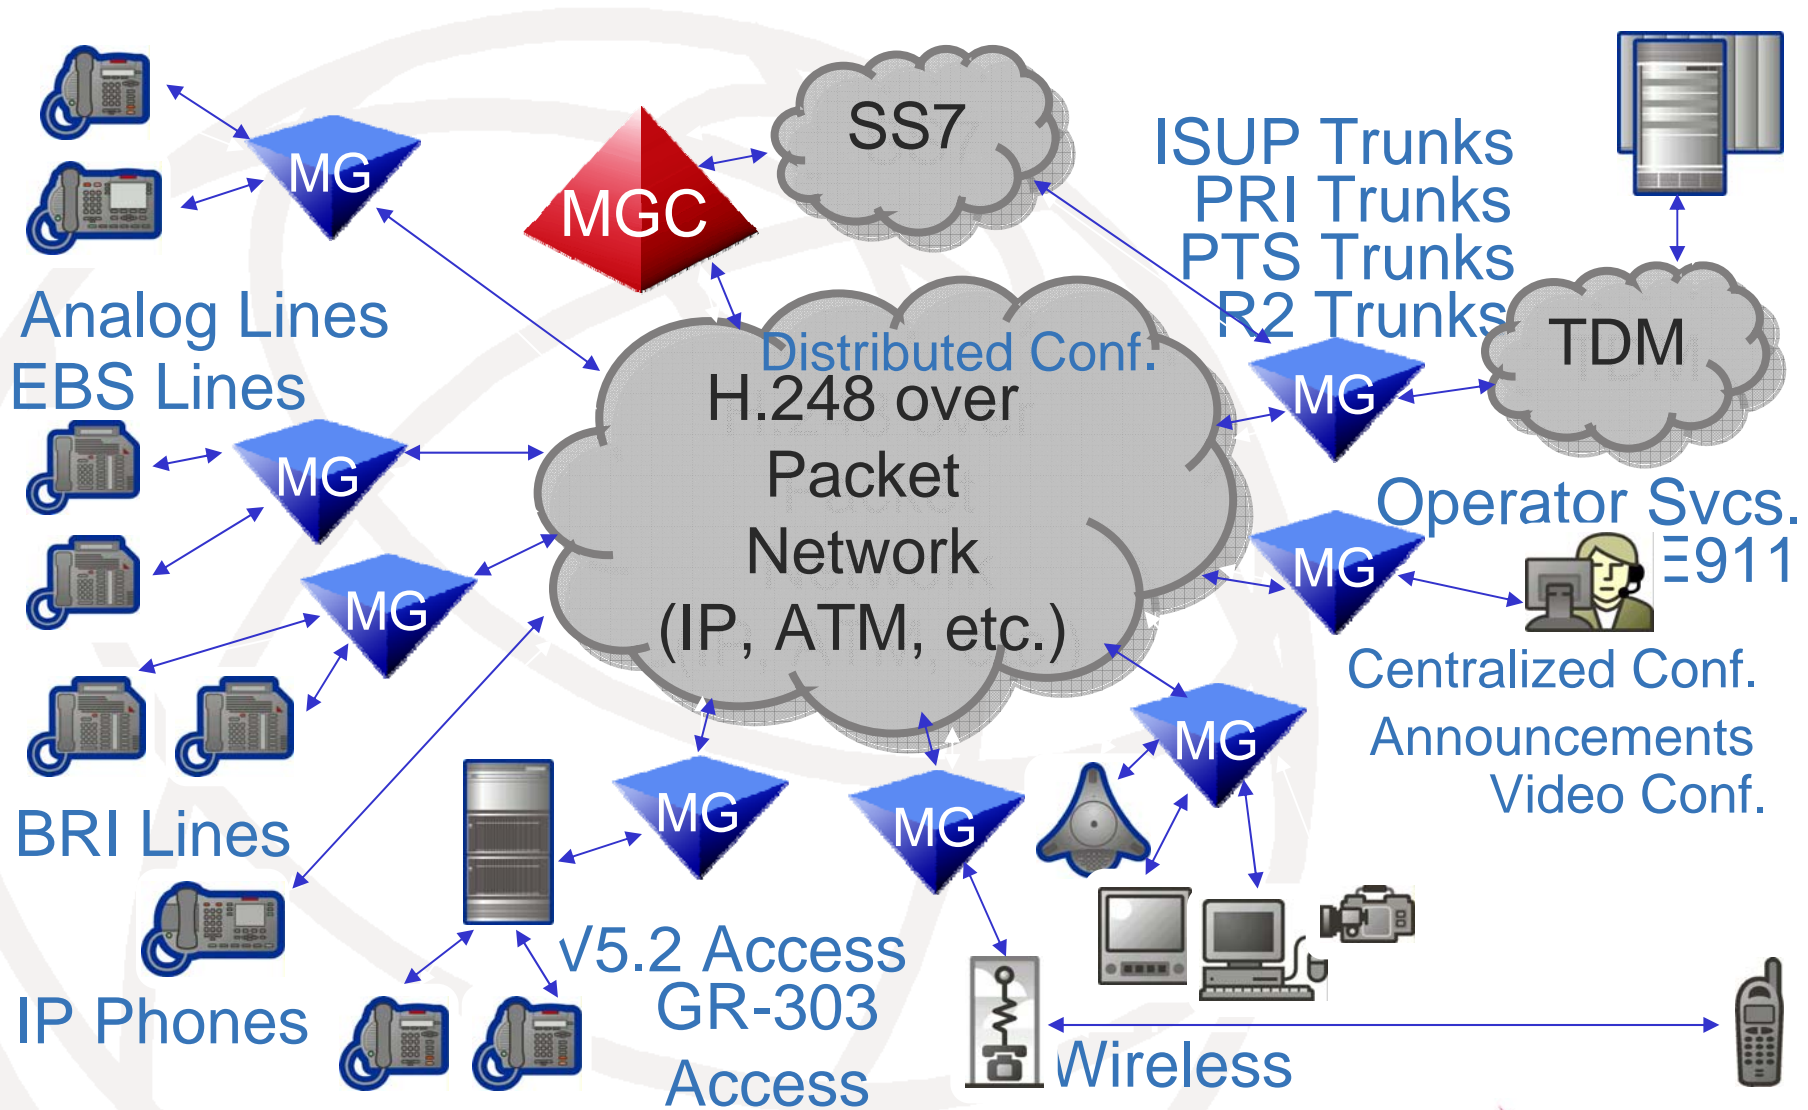 SS7
MG
MGC
ISUP Trunks
PRI Trunks
PTS Trunks
R2 Trunks
TDM
Analog Lines
EBS Lines
Distributed Conf.
H.248 over
Packet
Network
(IP, ATM, etc.)
MG
MG
MG
Operator Svcs.
E911
MG
Centralized Conf.
Announcements
Video Conf.
MG
MG
MG
BRI Lines
IP Phones
V5.2 Access
GR-303
Access
Wireless